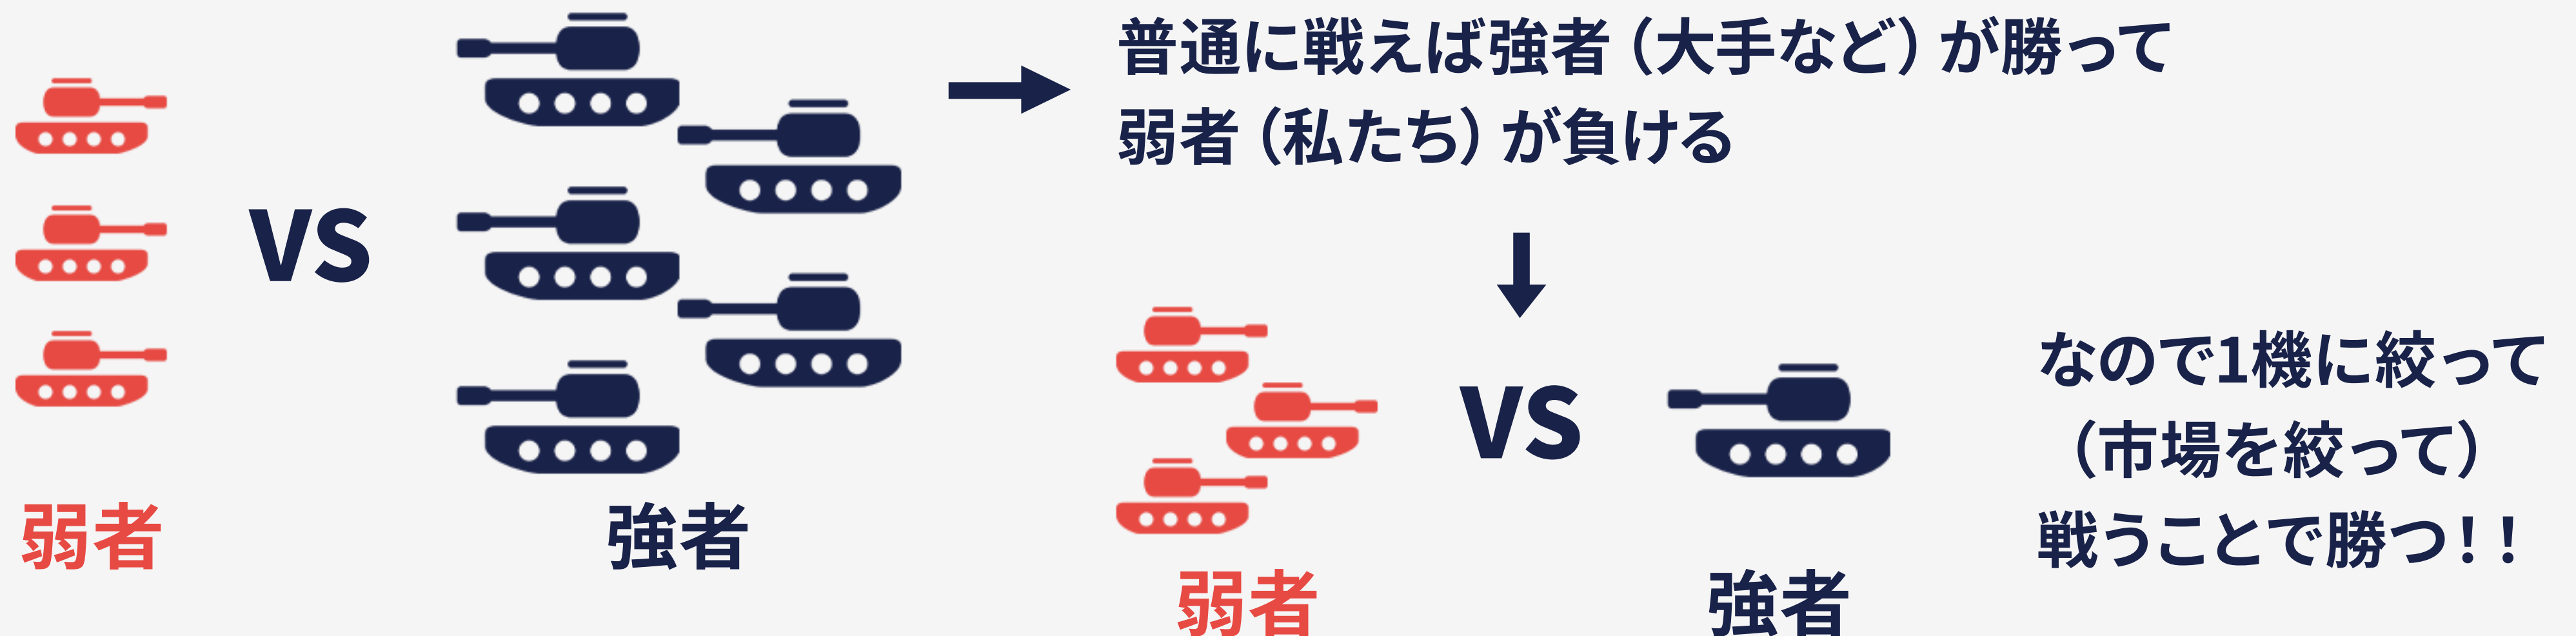 VS
弱者
強者
普通に戦えば強者（大手など）が勝って
弱者（私たち）が負ける
VS
弱者
強者
なので1機に絞って
（市場を絞って）
戦うことで勝つ！！